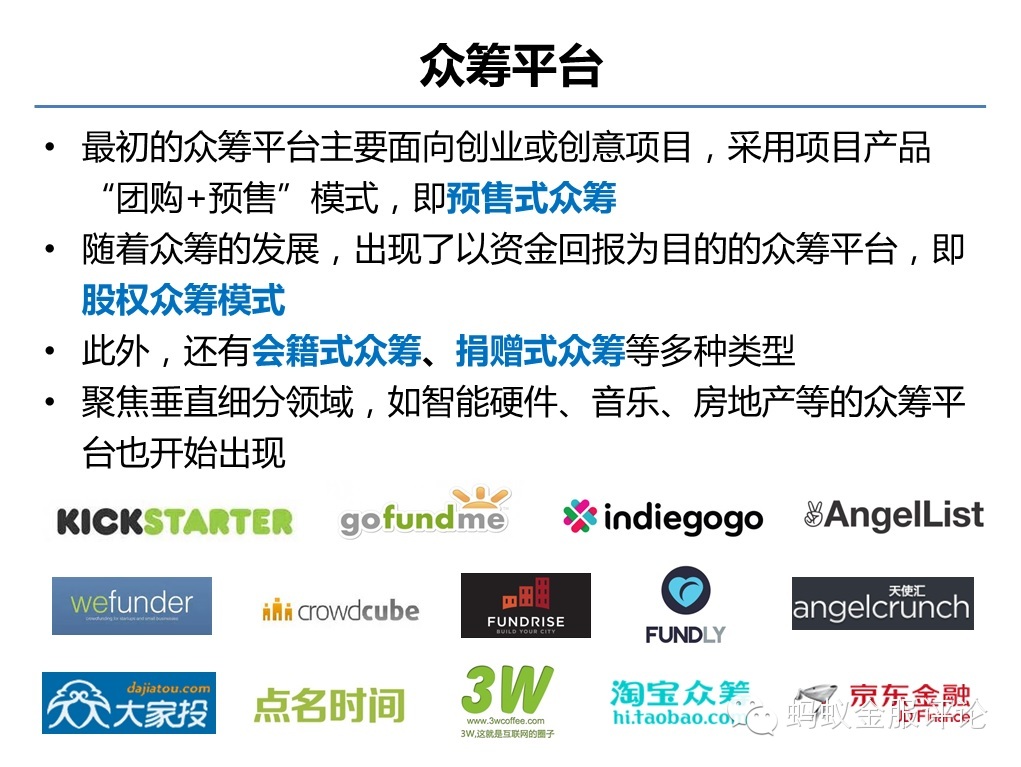 众筹平台
• 最初的众筹平台主要面向创业或创意项目，采用项目产品
“团购+预售”模式，即预售式众筹
• 随着众筹的发展，出现了以资金回报为目的的众筹平台，即
股权众筹模式
• 此外，还有会籍式众筹、捐赠式众筹等多种类型
• 聚焦垂直细分领域，如智能硬件、音乐、房地产等的众筹平
台也开始出现
KICKSTARTER gofundme indiegogo AngelList
wefunder
crowdfunding for startups and small businesses
crowdcube
FUNDRISE
BUILD YOUR CITY
FUNDLY
天使汇
angelcrunch
dajiatou.com
大家投
点名时间
3W
www.3wcoffee.com
3W,这就是互联网的圈子
淘宝众筹
hi.taobao.com
京东金融
JD Finance
蚂蚁金服评论